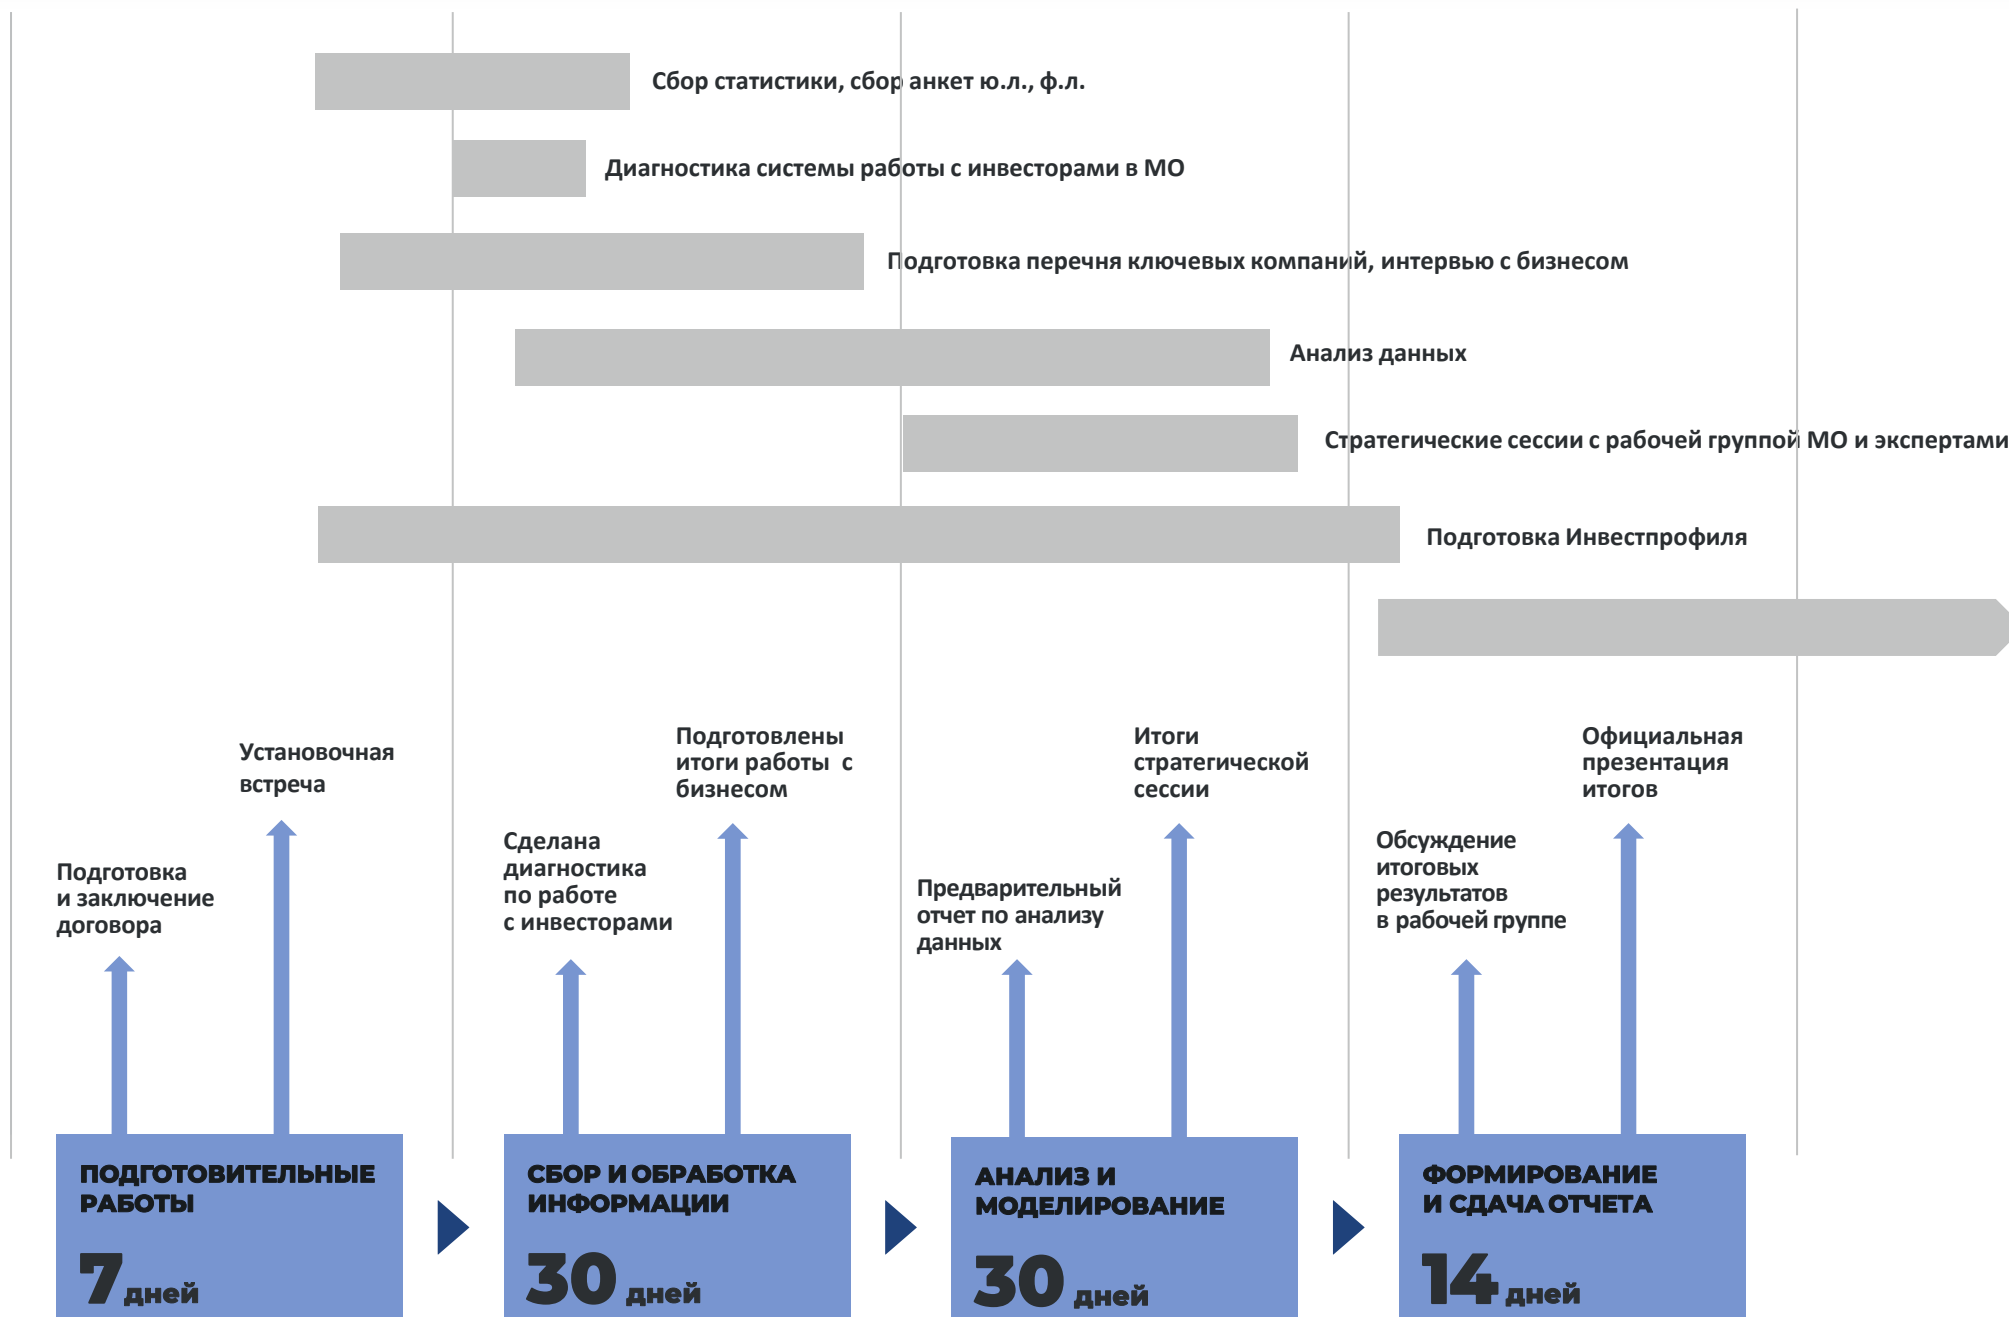 Сбор статистики, сбор анкет ю.л., ф.л.
Диагностика системы работы с инвесторами в МО
Подготовка перечня ключевых компаний, интервью с бизнесом
Анализ данных
Стратегические сессии с рабочей группой МО и экспертами
Подготовка Инвестпрофиля
Подготовка
и заключение
договора
Установочная
встреча
Сделана
диагностика
по работе
с инвесторами
Подготовлены
итоги работы с
бизнесом
Предварительный
отчет по анализу
данных
Итоги
стратегической
сессии
Обсуждение
итоговых
результатов
в рабочей группе
Официальная
презентация
итогов
ПОДГОТОВИТЕЛЬНЫЕ
РАБОТЫ
7 дней
СБОР И ОБРАБОТКА
ИНФОРМАЦИИ
30 дней
АНАЛИЗ И
МОДЕЛИРОВАНИЕ
30 дней
ФОРМИРОВАНИЕ
И СДАЧА ОТЧЕТА
14 дней